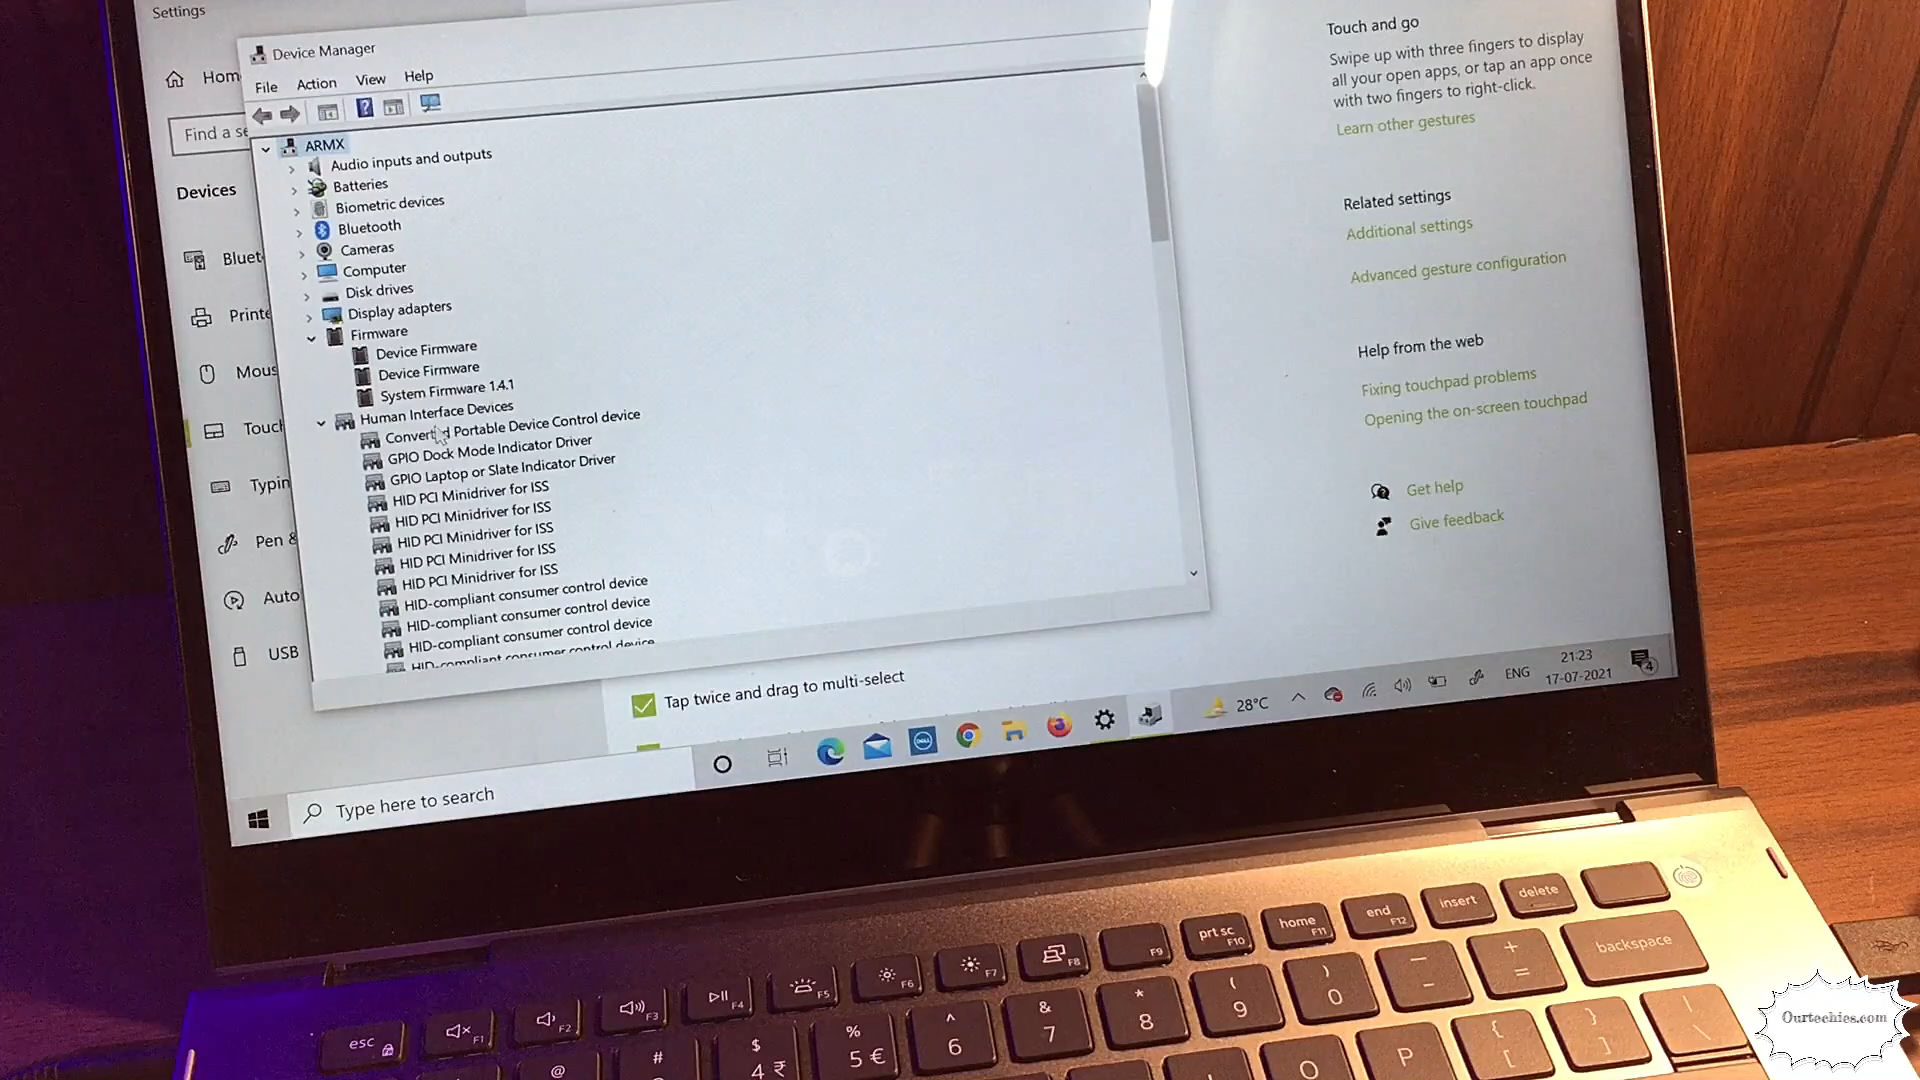 Settings
Home
Find a se
Devices
Bluet
Printe
Mous
Touch
Typin
Pen &
Auto
USB
Device Manager
File Action View Help
ARMX
Audio inputs and outputs
Batteries
Biometric devices
Bluetooth
Cameras
Computer
Disk drives
Display adapters
Firmware
Device Firmware
Device Firmware
System Firmware 1.4.1
Human Interface Devices
Converted Portable Device Control device
GPIO Dock Mode Indicator Driver
GPIO Laptop or Slate Indicator Driver
HID PCI Minidriver for ISS
HID PCI Minidriver for ISS
HID PCI Minidriver for ISS
HID PCI Minidriver for ISS
HID PCI Minidriver for ISS
HID-compliant consumer control device
HID-compliant consumer control device
HID-compliant consumer control device
HID-compliant consumer control device
Touch and go
Swipe up with three fingers to display
all your open apps, or tap an app once
with two fingers to right-click.
Learn other gestures
Related settings
Additional settings
Advanced gesture configuration
Help from the web
Fixing touchpad problems
Opening the on-screen touchpad
Get help
Give feedback
Tap twice and drag to multi-select
Type here to search
DELL
28°C
ENG
21:23
17-07-2021
4
esc F1 F2 F3 F4 F5 F6 F7 F8 F9 prt sc F10 home F11 end F12 insert delete
@ # $ 4 ₹ % 5 € ^ 6 & 7 * 8 ( 9 ) 0 _ - + = backspace
O P { [ } ] | \
Ourtechies.com